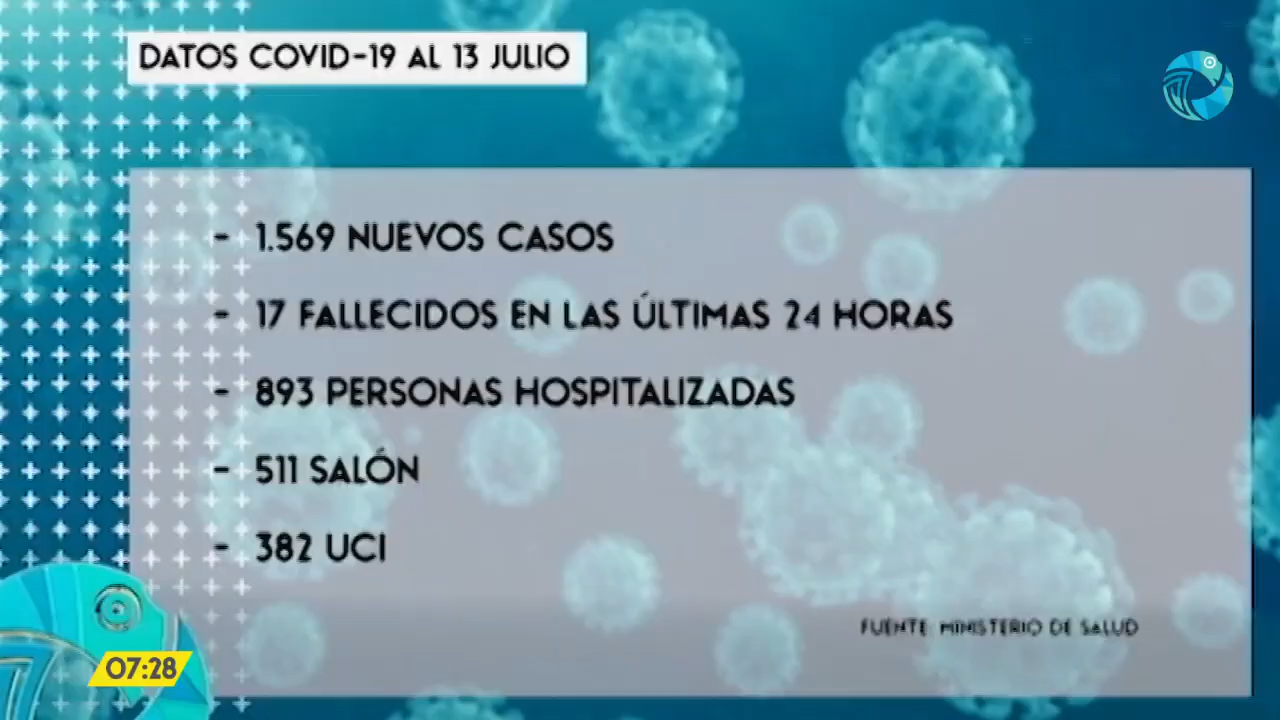 DATOS COVID-19 AL 13 JULIO
- 1.569 NUEVOS CASOS
- 17 FALLECIDOS EN LAS ÚLTIMAS 24 HORAS
- 893 PERSONAS HOSPITALIZADAS
- 511 SALÓN
- 382 UCI
FUENTE: MINISTERIO DE SALUD
07:28